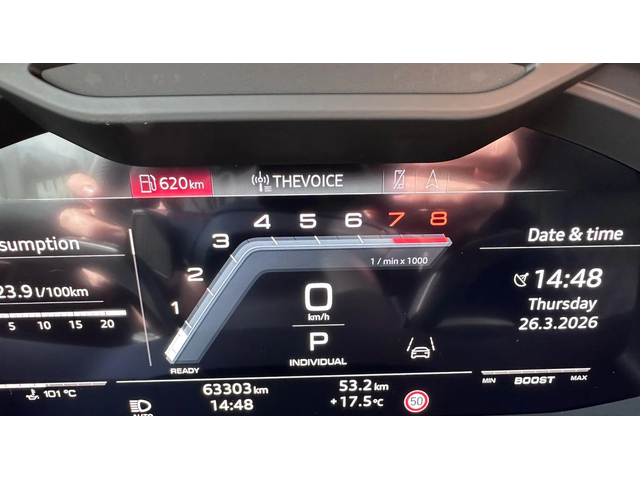 620km
THEVOICE
3 4 5 6 7 8
Date & time
sumption
1 / min x 1000
2
14:48
23.9 l/100km
0
Thursday
km/h
1
26.3.2026
5 10 15 20
P
INDIVIDUAL
READY
MIN BOOST MAX
101 °C
63303 km
53.2 km
AUTO
14:48
+17.5°C
50